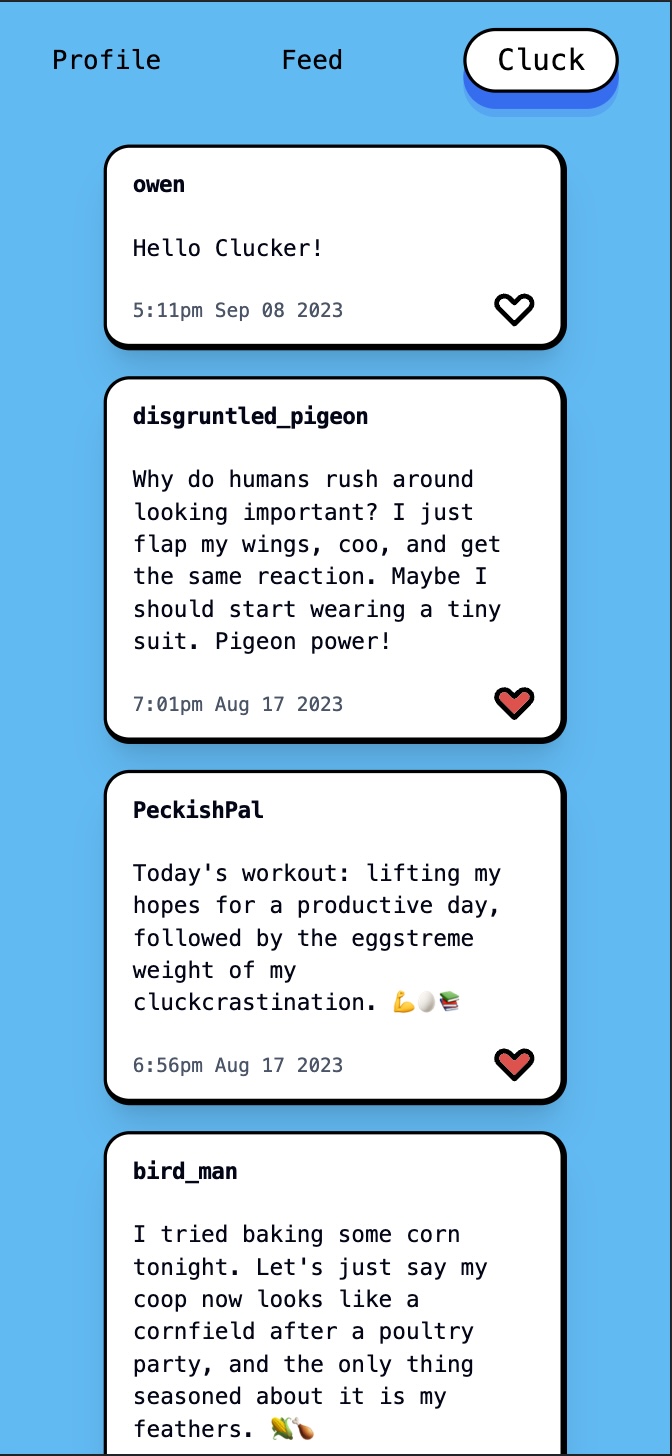 Profile Feed Cluck
owen
Hello Clucker!
5:11pm Sep 08 2023
disgruntled_pigeon
Why do humans rush around
looking important? I just
flap my wings, coo, and get
the same reaction. Maybe I
should start wearing a tiny
suit. Pigeon power!
7:01pm Aug 17 2023
PeckishPal
Today's workout: lifting my
hopes for a productive day,
followed by the eggstreme
weight of my
cluckcrastination. 💪🥚📚
6:56pm Aug 17 2023
bird_man
I tried baking some corn
tonight. Let's just say my
coop now looks like a
cornfield after a poultry
party, and the only thing
seasoned about it is my
feathers. 🌽🍗